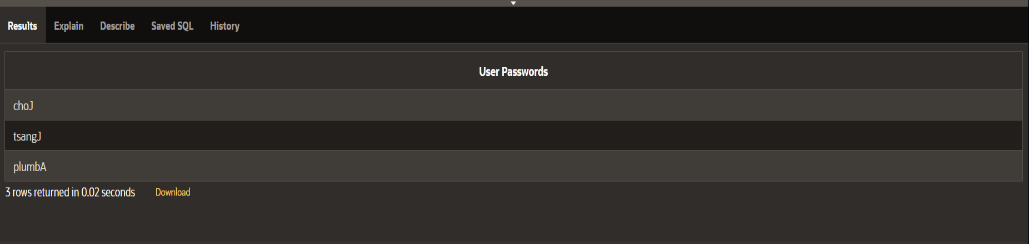 Results Explain Describe Saved SQL History
User Passwords
choJ
tsangJ
plumbA
3 rows returned in 0.02 seconds Download